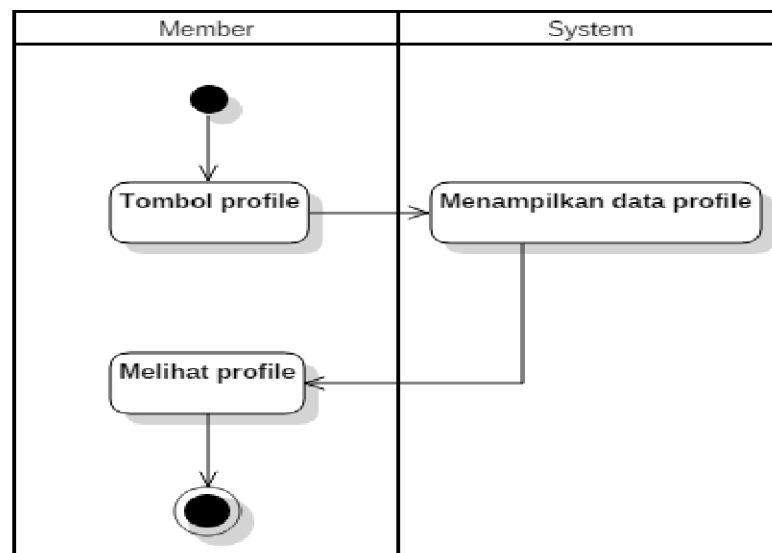 Member
System
Tombol profile
Menampilkan data profile
Melihat profile